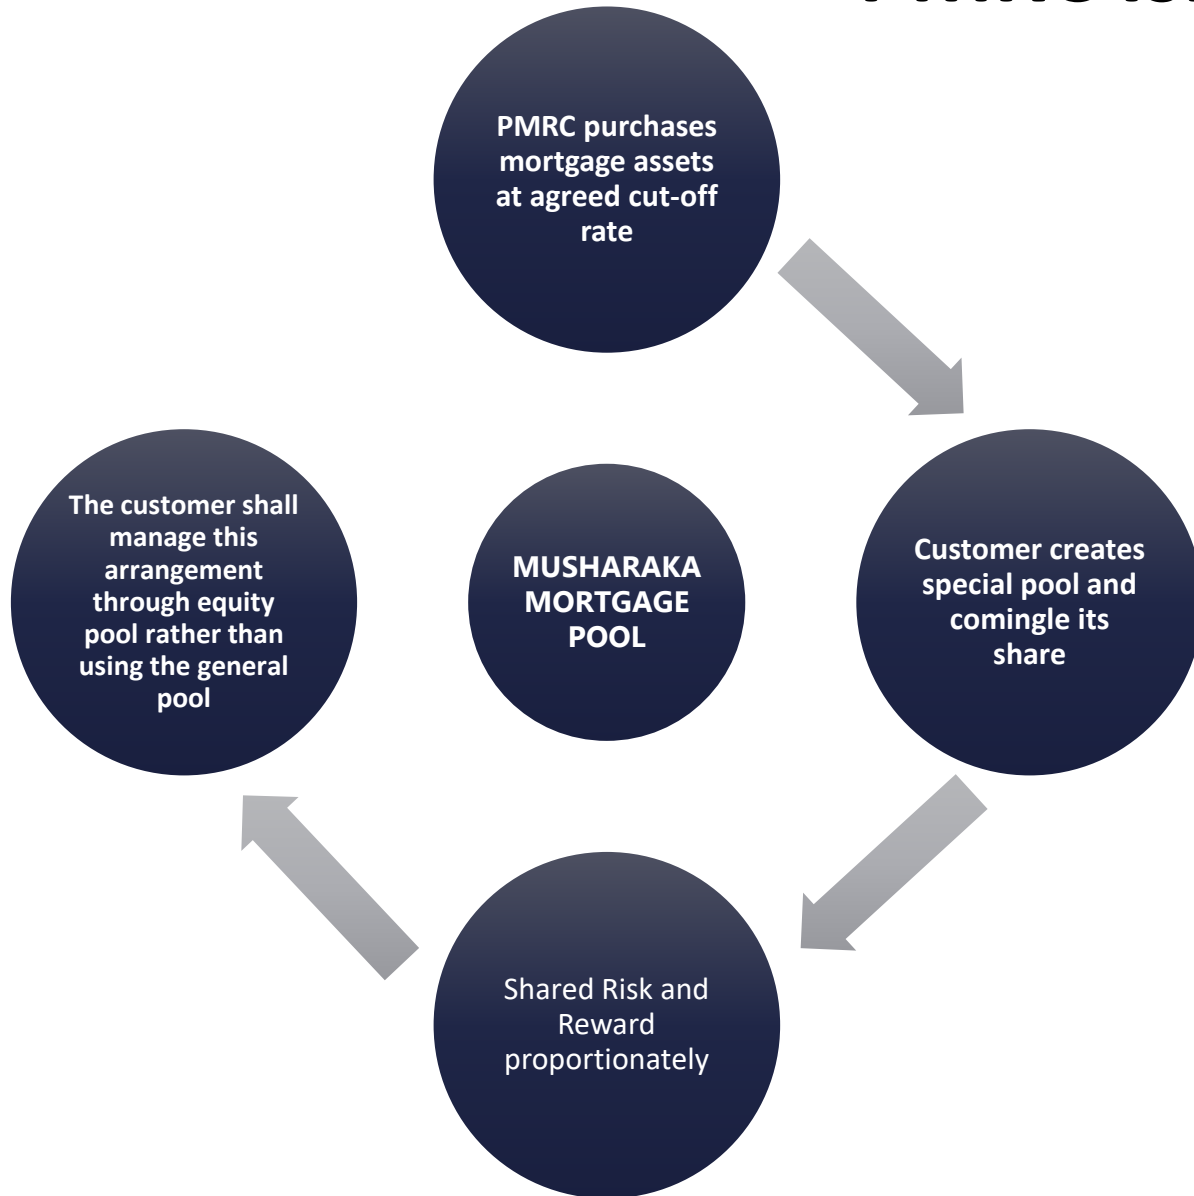 PMRC purchases
mortgage assets
at agreed cut-off
rate
The customer shall
manage this
arrangement
through equity
pool rather than
using the general
pool
MUSHARAKA
MORTGAGE
POOL
Customer creates
special pool and
comingle its
share
Shared Risk and
Reward
proportionately